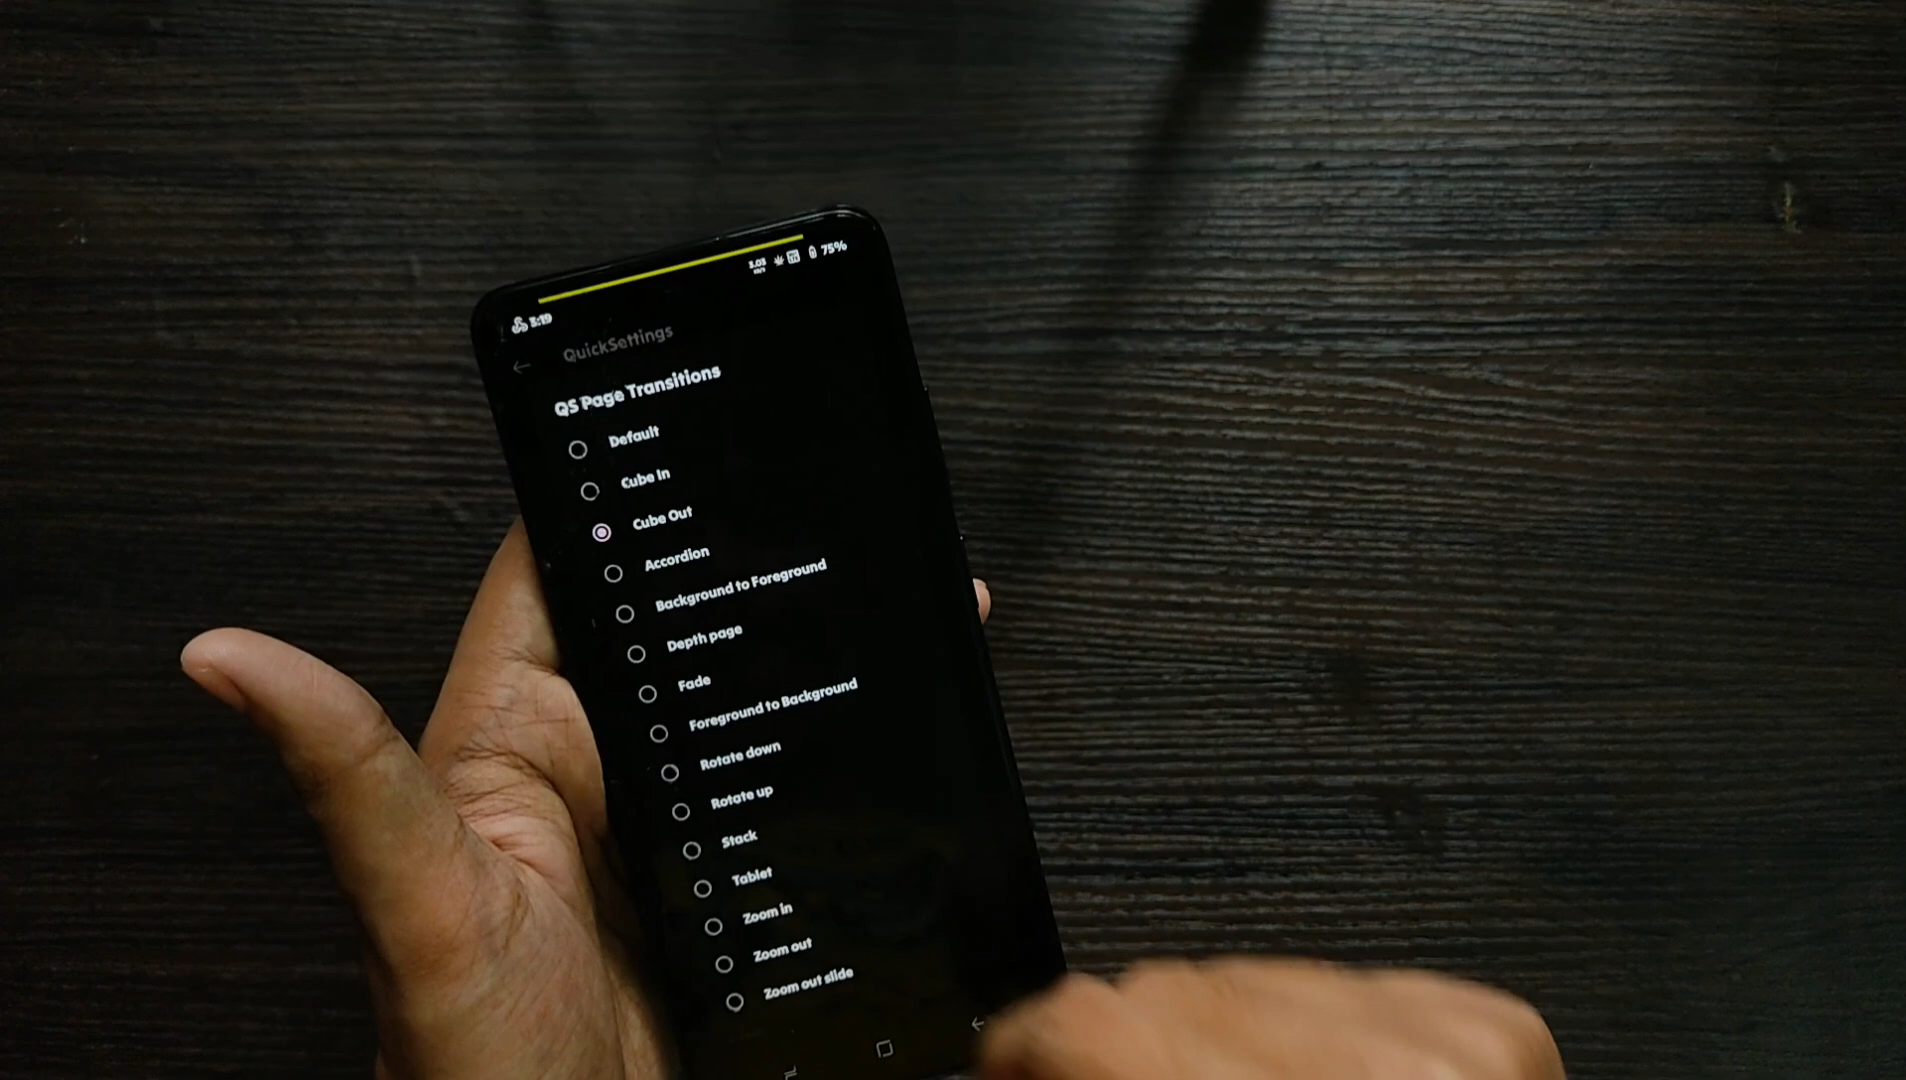 75%
3:19
QuickSettings
QS Page Transitions
Default
Cube In
Cube Out
Accordion
Background to Foreground
Depth page
Fade
Foreground to Background
Rotate down
Rotate up
Stack
Tablet
Zoom in
Zoom out
Zoom out slide